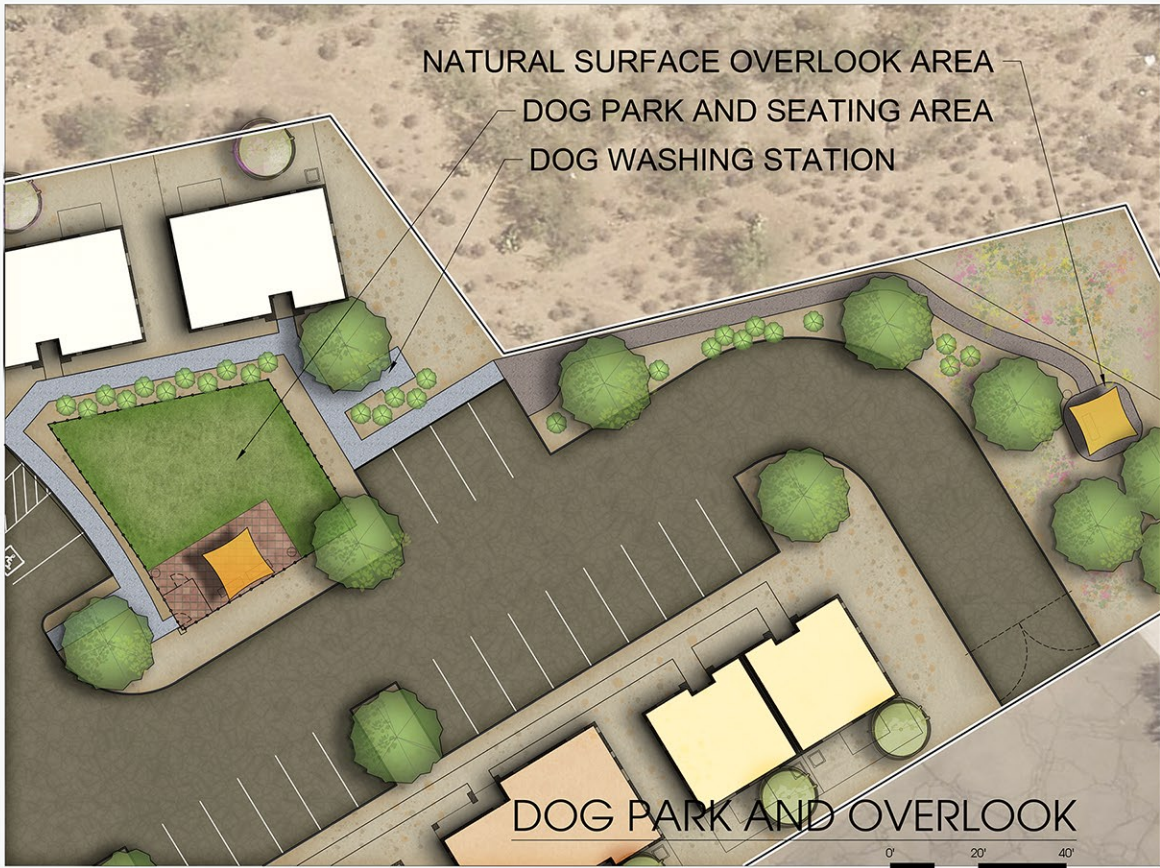 NATURAL SURFACE OVERLOOK AREA
DOG PARK AND SEATING AREA
DOG WASHING STATION
DOG PARK AND OVERLOOK
0' 20' 40'